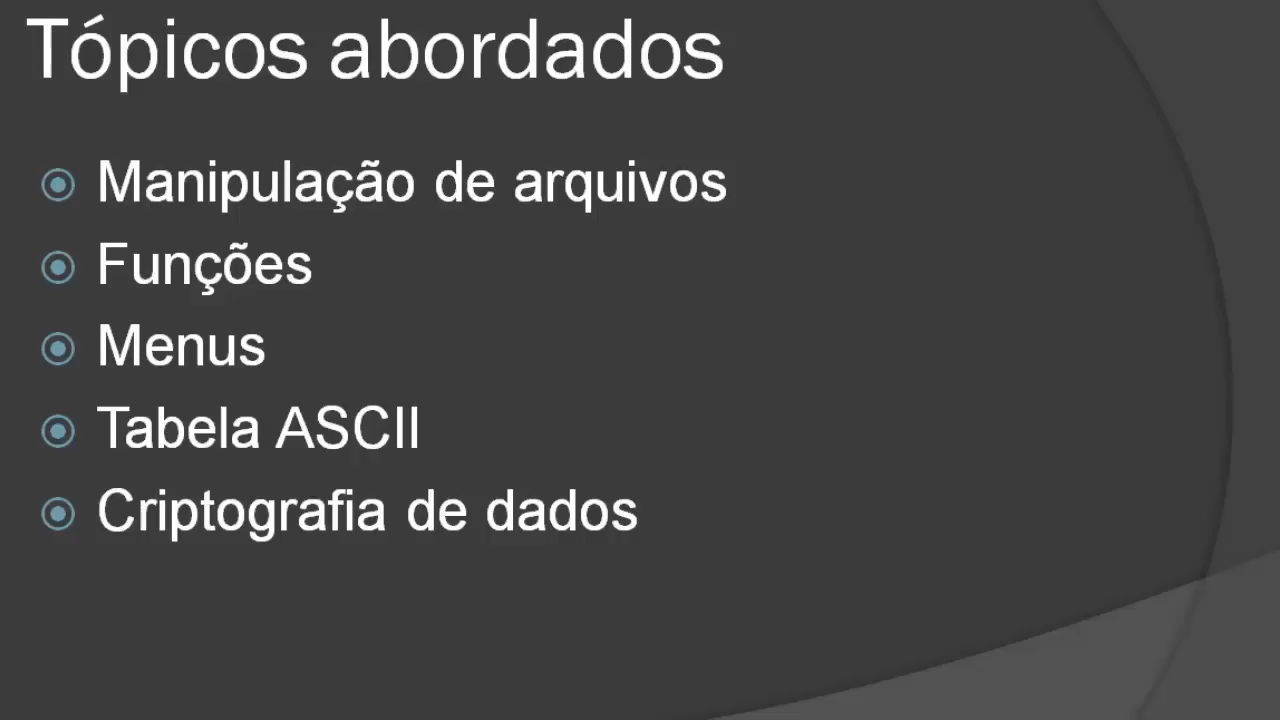 Tópicos abordados
Manipulação de arquivos
Funções
Menus
Tabela ASCII
Criptografia de dados